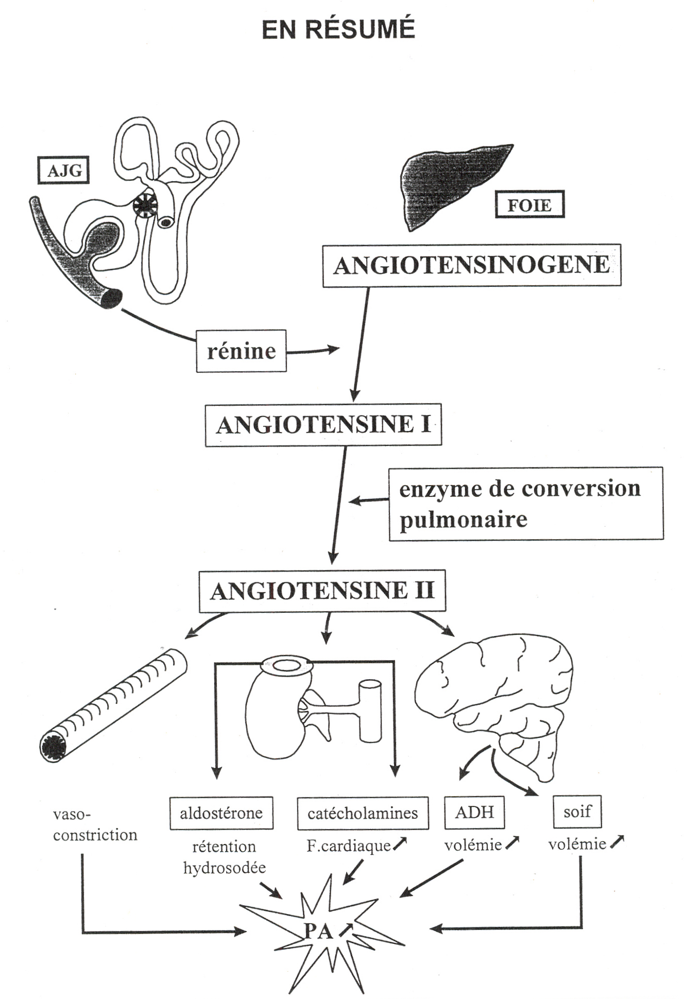 EN RÉSUMÉ
AJG
FOIE
ANGIOTENSINOGENE
rénine
ANGIOTENSINE I
enzyme de conversion
pulmonaire
ANGIOTENSINE II
vaso-
constriction
aldostérone
rétention
hydrosodée
catécholamines
F.cardiaque ↗
ADH
volémie ↗
soif
volémie ↗
PA ↗